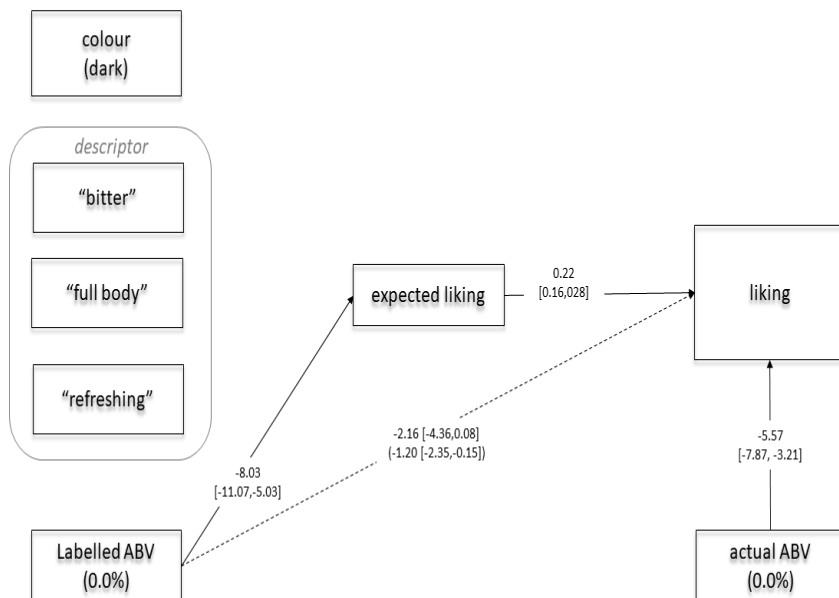 colour
(dark)
descriptor
“bitter”
“full body”
“refreshing”
expected liking
0.22
[0.16,028]
liking
-2.16 [-4.36,0.08]
(-1.20 [-2.35,-0.15])
-8.03
[-11.07,-5.03]
-5.57
[-7.87, -3.21]
Labelled ABV
(0.0%)
actual ABV
(0.0%)